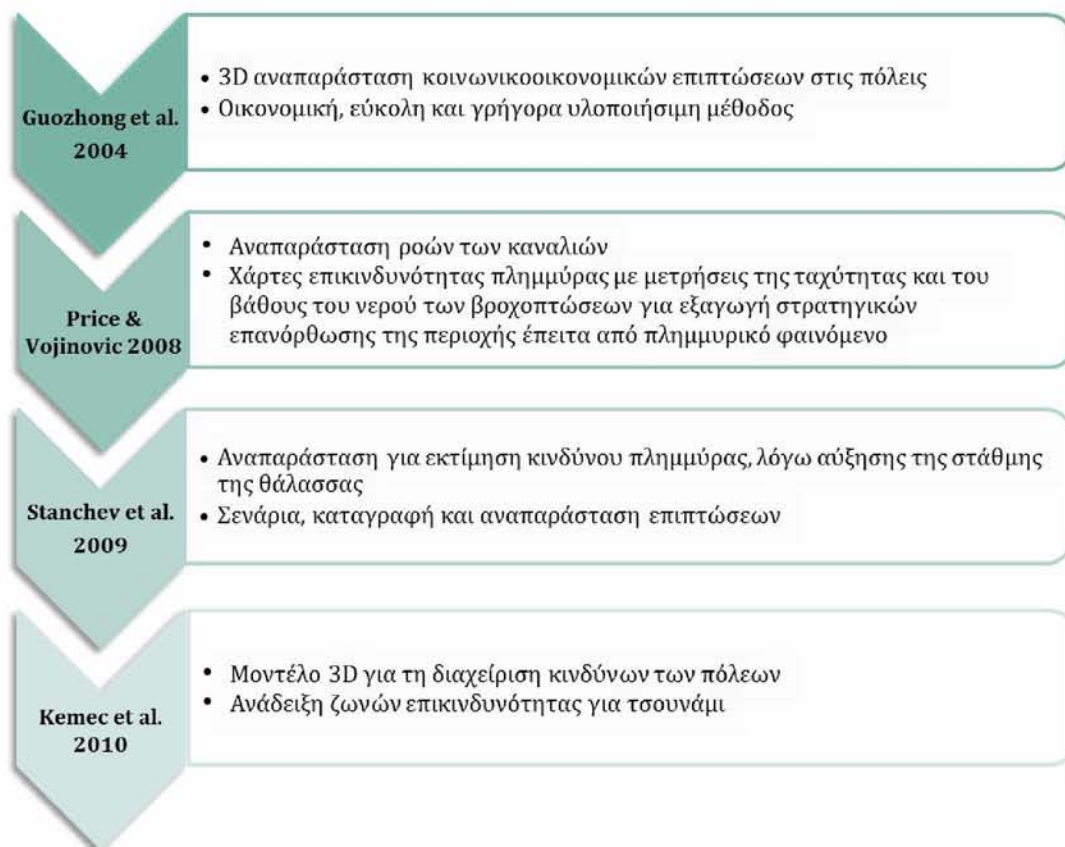 Guozhong et al.
2004
• 3D αναπαράσταση κοινωνικοοικονομικών επιπτώσεων στις πόλεις
• Οικονομική, εύκολη και γρήγορα υλοποιήσιμη μέθοδος
Price &
Vojinovic 2008
• Αναπαράσταση ροών των καναλιών
• Χάρτες επικινδυνότητας πλημμύρας με μετρήσεις της ταχύτητας και του
βάθους του νερού των βροχοπτώσεων για εξαγωγή στρατηγικών
επανόρθωσης της περιοχής έπειτα από πλημμυρικό φαινόμενο
Stanchev et al.
2009
• Αναπαράσταση για εκτίμηση κινδύνου πλημμύρας, λόγω αύξησης της στάθμης
της θάλασσας
• Σενάρια, καταγραφή και αναπαράσταση επιπτώσεων
Kemec et al.
2010
• Μοντέλο 3D για τη διαχείριση κινδύνων των πόλεων
• Ανάδειξη ζωνών επικινδυνότητας για τσουνάμι